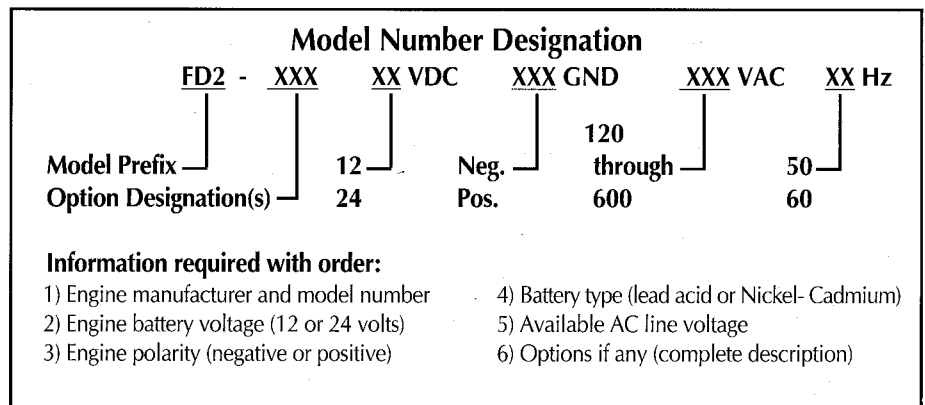 Model Number Designation
FD2 - XXX XX VDC XXX GND XXX VAC XX Hz
120
Model Prefix 12 Neg. through 50
Option Designation(s) 24 Pos. 600 60
Information required with order:
1) Engine manufacturer and model number
2) Engine battery voltage (12 or 24 volts)
3) Engine polarity (negative or positive)
4) Battery type (lead acid or Nickel- Cadmium)
5) Available AC line voltage
6) Options if any (complete description)